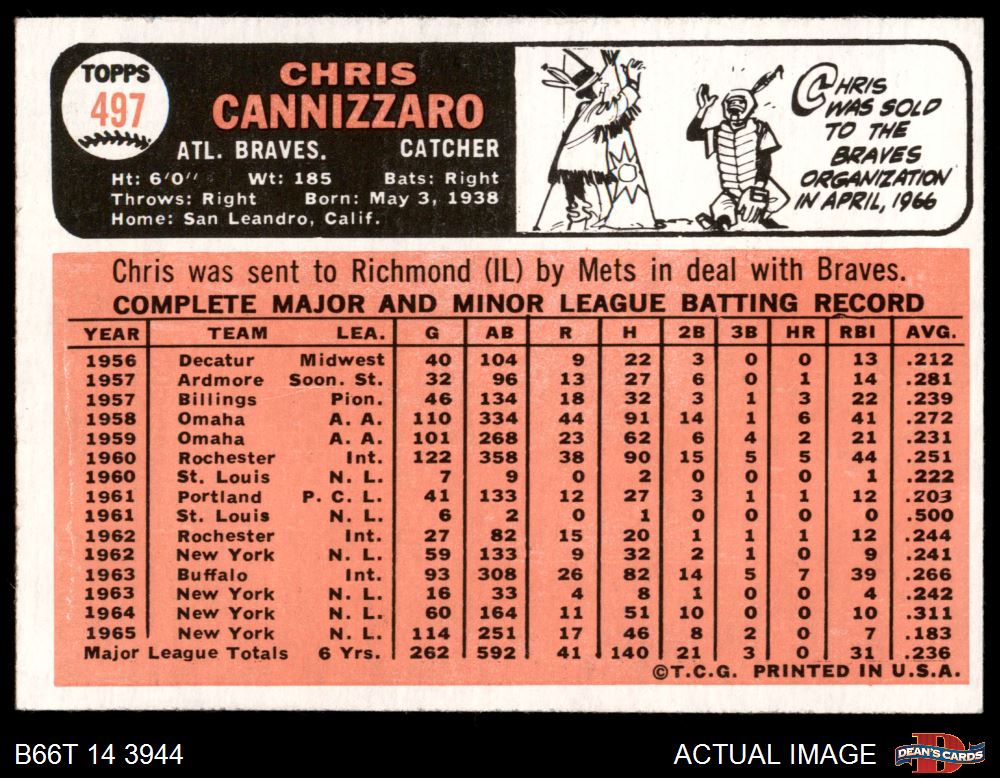 TOPPS
497
CHRIS
CANNIZZARO
ATL. BRAVES. CATCHER
Ht: 6'0" Wt: 185 Bats: Right
Throws: Right Born: May 3, 1938
Home: San Leandro, Calif.
CHRIS
WAS SOLD
TO THE
BRAVES
ORGANIZATION
IN APRIL, 1966
Chris was sent to Richmond (IL) by Mets in deal with Braves.
COMPLETE MAJOR AND MINOR LEAGUE BATTING RECORD
YEAR TEAM LEA. G AB R H 2B 3B HR RBI AVG.
1956 Decatur Midwest 40 104 9 22 3 0 0 13 .212
1957 Ardmore Soon. St. 32 96 13 27 6 0 1 14 .281
1957 Billings Pion. 46 134 18 32 3 1 3 22 .239
1958 Omaha A. A. 110 334 44 91 14 1 6 41 .272
1959 Omaha A. A. 101 268 23 62 6 4 2 21 .231
1960 Rochester Int. 122 358 38 90 15 5 5 44 .251
1960 St. Louis N. L. 7 9 0 2 0 0 0 1 .222
1961 Portland P. C. L. 41 133 12 27 3 1 1 12 .203
1961 St. Louis N. L. 6 2 0 1 0 0 0 0 .500
1962 Rochester Int. 27 82 15 20 1 1 1 12 .244
1962 New York N. L. 59 133 9 32 2 1 0 9 .241
1963 Buffalo Int. 93 308 26 82 14 5 7 39 .266
1963 New York N. L. 16 33 4 8 1 0 0 4 .242
1964 New York N. L. 60 164 11 51 10 0 0 10 .311
1965 New York N. L. 114 251 17 46 8 2 0 7 .183
Major League Totals 6 Yrs. 262 592 41 140 21 3 0 31 .236
©T.C.G. PRINTED IN U.S.A.
B66T 14 3944 ACTUAL IMAGE DEAN'S CARDS